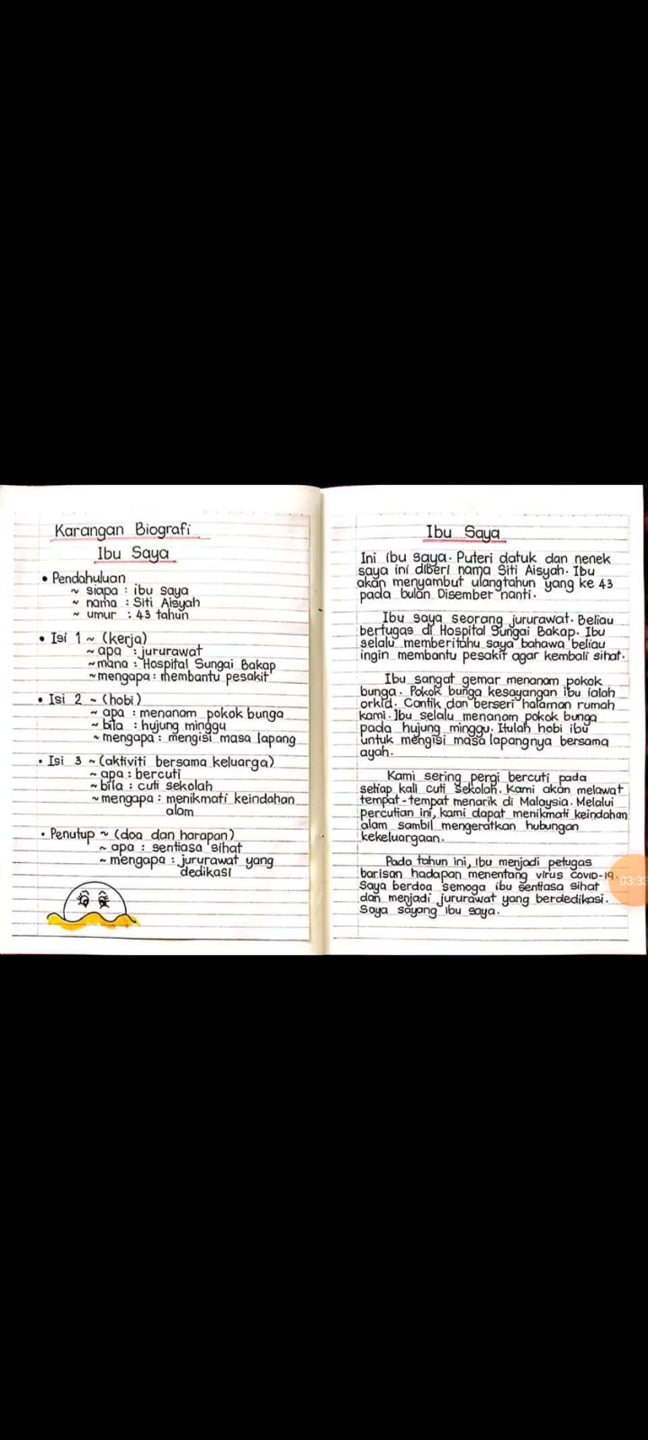 Karangan Biografi
Ibu Saya
• Pendahuluan
~ siapa : ibu saya
~ nama : Siti Aisyah
~ umur : 43 tahun
• Isi 1 ~ (kerja)
~ apa : jururawat
~ mana : Hospital Sungai Bakap
~ mengapa : membantu pesakit
• Isi 2 ~ (hobi)
~ apa : menanam pokok bunga
~ bila : hujung minggu
~ mengapa : mengisi masa lapang
• Isi 3 ~ (aktiviti bersama keluarga)
~ apa : bercuti
~ bila : cuti sekolah
~ mengapa : menikmati keindahan
alam
• Penutup ~ (doa dan harapan)
~ apa : sentiasa sihat
~ mengapa : jururawat yang
dedikasi
Ibu Saya
Ini ibu saya. Puteri datuk dan nenek
saya ini diberi nama Siti Aisyah. Ibu
akan menyambut ulangtahun yang ke 43
pada bulan Disember nanti.
Ibu saya seorang jururawat. Beliau
bertugas di Hospital Sungai Bakap. Ibu
selalu memberitahu saya bahawa beliau
ingin membantu pesakit agar kembali sihat.
Ibu sangat gemar menanam pokok
bunga. Pokok bunga kesayangan ibu ialah
orkid. Cantik dan berseri halaman rumah
kami. Ibu selalu menanam pokok bunga
pada hujung minggu. Itulah hobi ibu
untuk mengisi masa lapangnya bersama
ayah.
Kami sering pergi bercuti pada
setiap kali cuti sekolah. Kami akan melawat
tempat-tempat menarik di Malaysia. Melalui
percutian ini, kami dapat menikmati keindahan
alam sambil mengeratkan hubungan
kekeluargaan.
Pada tahun ini, ibu menjadi petugas
barisan hadapan menentang virus COVID-19.
Saya berdoa semoga ibu sentiasa sihat
dan menjadi jururawat yang berdedikasi.
Saya sayang ibu saya.
03:33